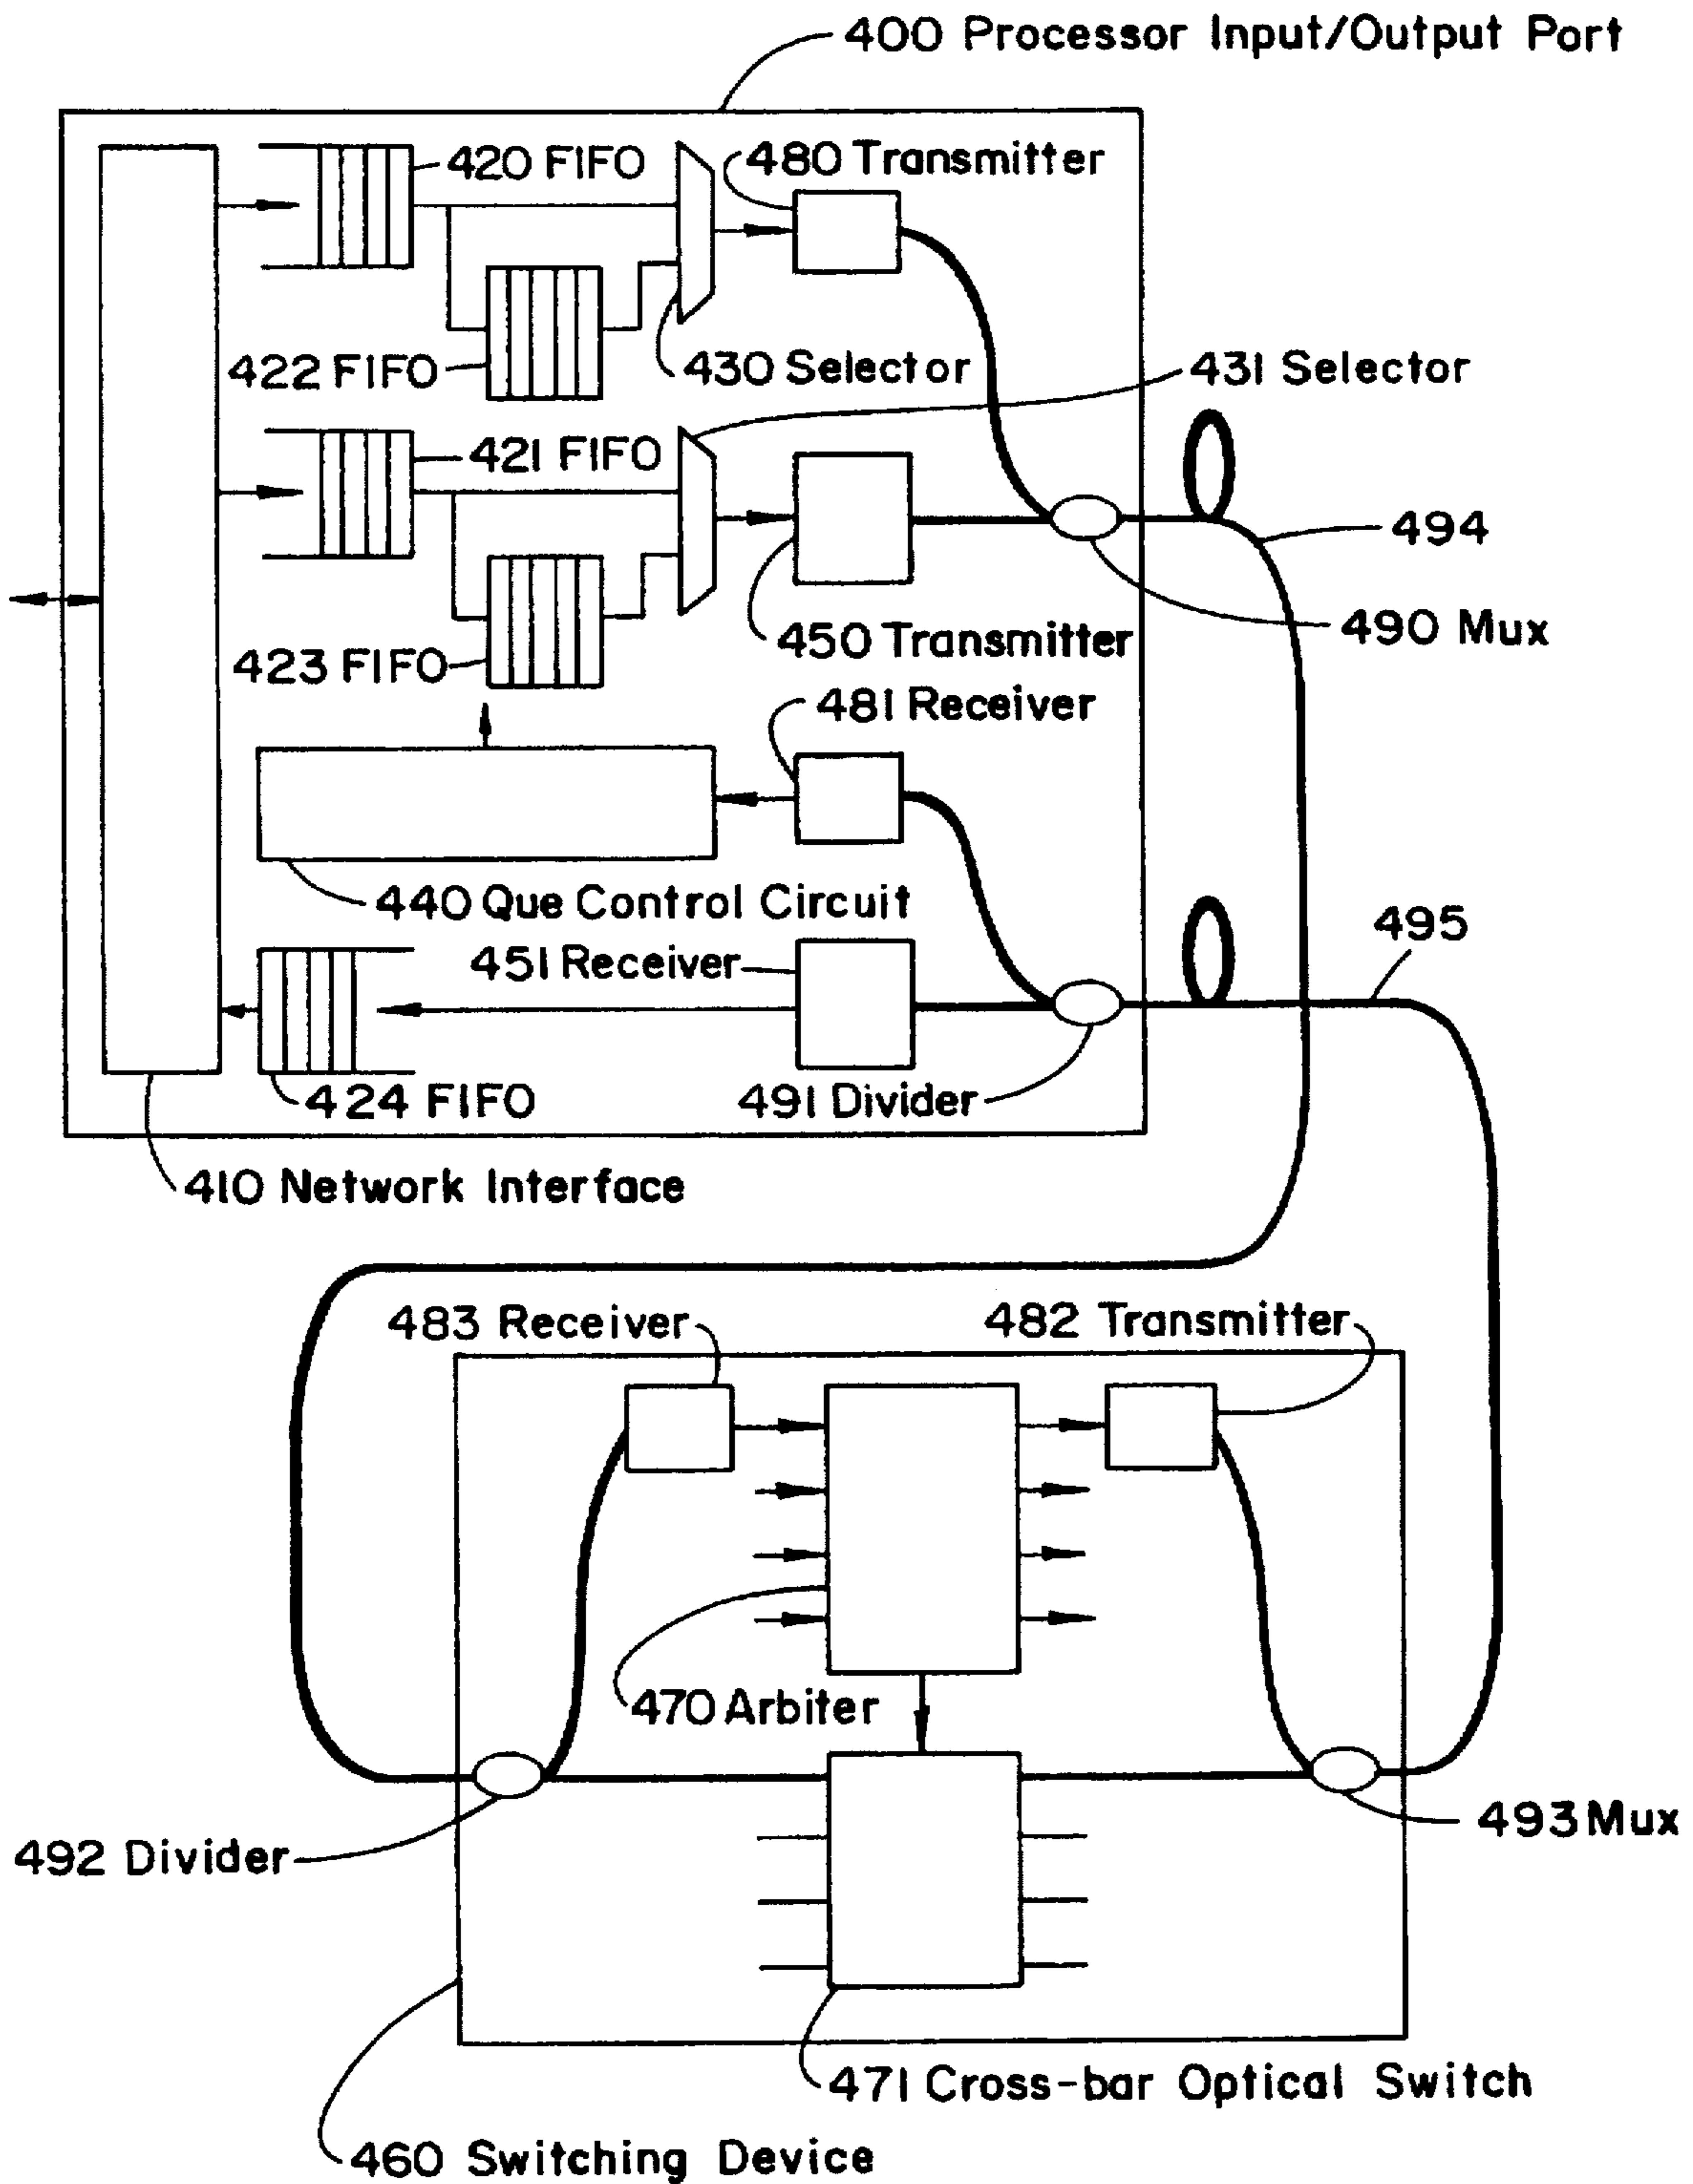 400 Processor Input/Output Port
420 FIFO
480 Transmitter
422 FIFO
430 Selector
431 Selector
421 FIFO
494
450 Transmitter
490 Mux
423 FIFO
481 Receiver
440 Que Control Circuit
495
451 Receiver
424 FIFO
491 Divider
410 Network Interface
483 Receiver
482 Transmitter
470 Arbiter
492 Divider
493 Mux
471 Cross-bar Optical Switch
460 Switching Device